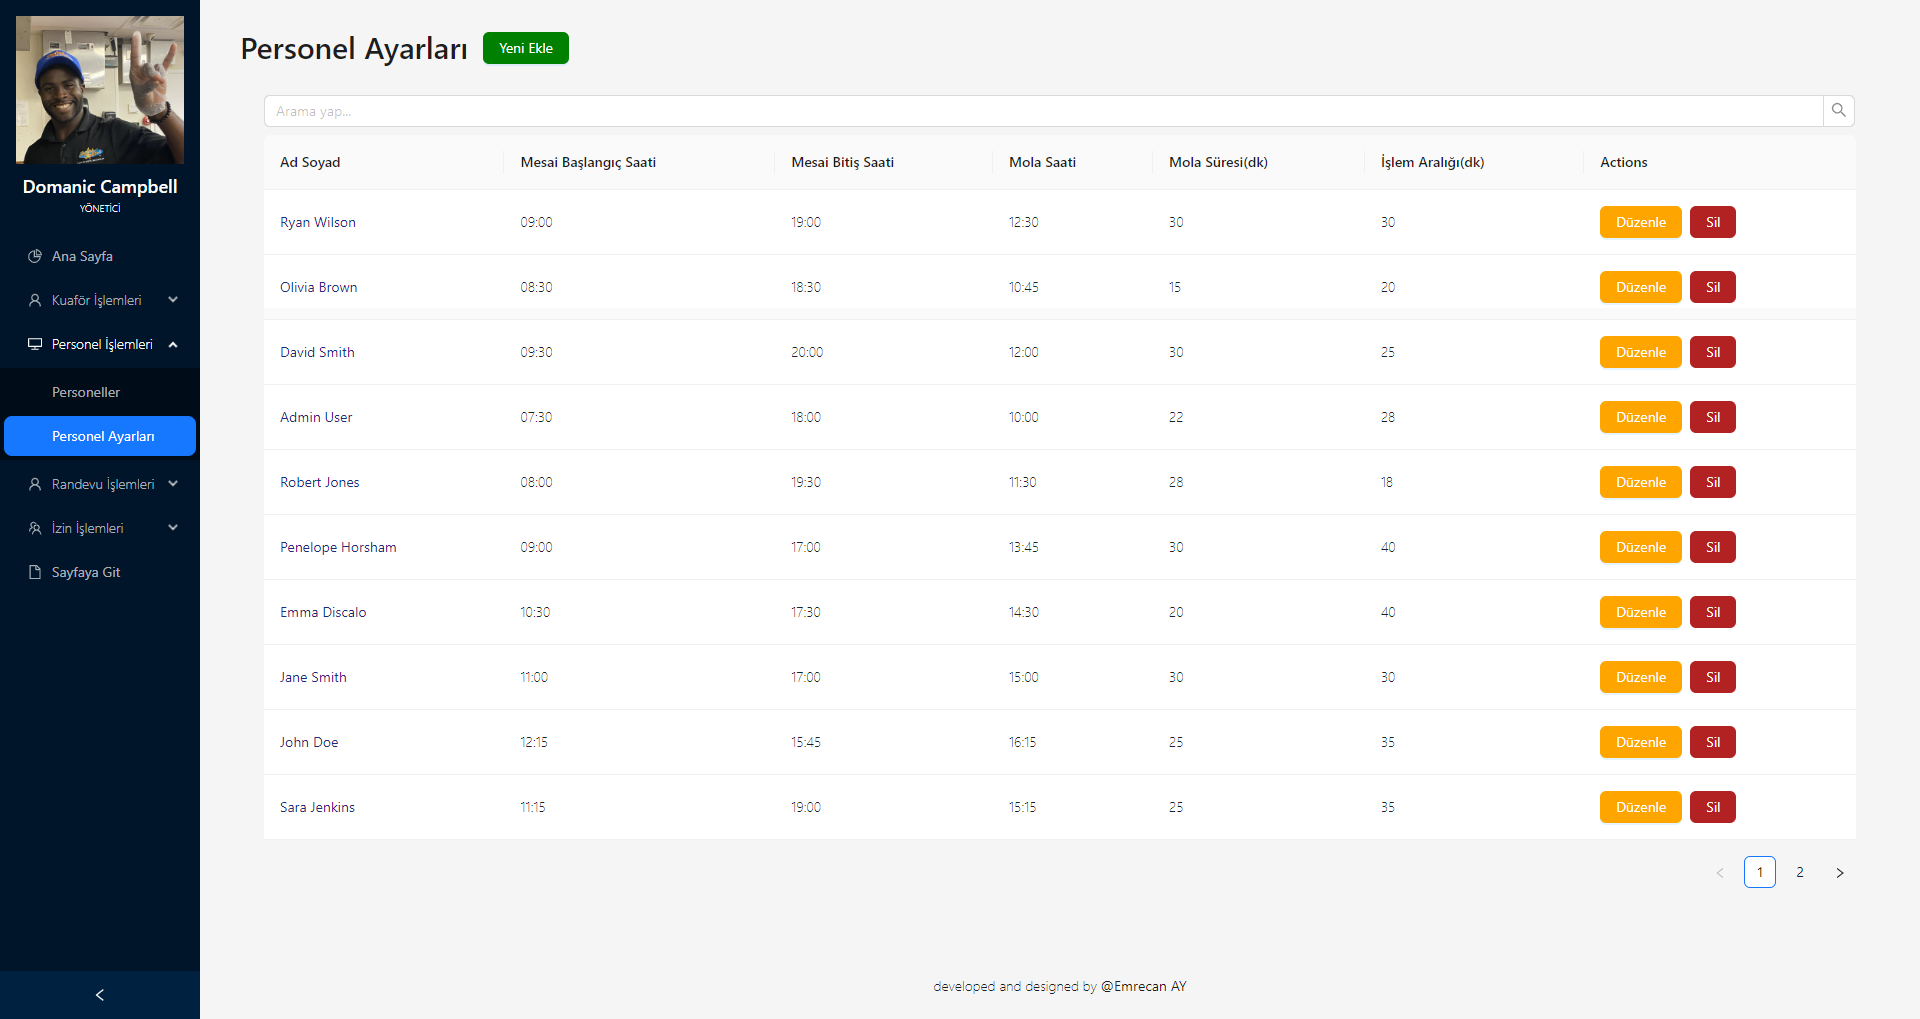 Domanic Campbell
YÖNETİCİ
Ana Sayfa
Kuaför İşlemleri
Personel İşlemleri
Personeller
Personel Ayarları
Randevu İşlemleri
İzin İşlemleri
Sayfaya Git
Personel Ayarları Yeni Ekle
Arama yap...
Ad Soyad Mesai Başlangıç Saati Mesai Bitiş Saati Mola Saati Mola Süresi(dk) İşlem Aralığı(dk) Actions
Ryan Wilson 09:00 19:00 12:30 30 30 Düzenle Sil
Olivia Brown 08:30 18:30 10:45 15 20 Düzenle Sil
David Smith 09:30 20:00 12:00 30 25 Düzenle Sil
Admin User 07:30 18:00 10:00 22 28 Düzenle Sil
Robert Jones 08:00 19:30 11:30 28 18 Düzenle Sil
Penelope Horsham 09:00 17:00 13:45 30 40 Düzenle Sil
Emma Discalo 10:30 17:30 14:30 20 40 Düzenle Sil
Jane Smith 11:00 17:00 15:00 30 30 Düzenle Sil
John Doe 12:15 15:45 16:15 25 35 Düzenle Sil
Sara Jenkins 11:15 19:00 15:15 25 35 Düzenle Sil
< 1 2 >
developed and designed by @Emrecan AY